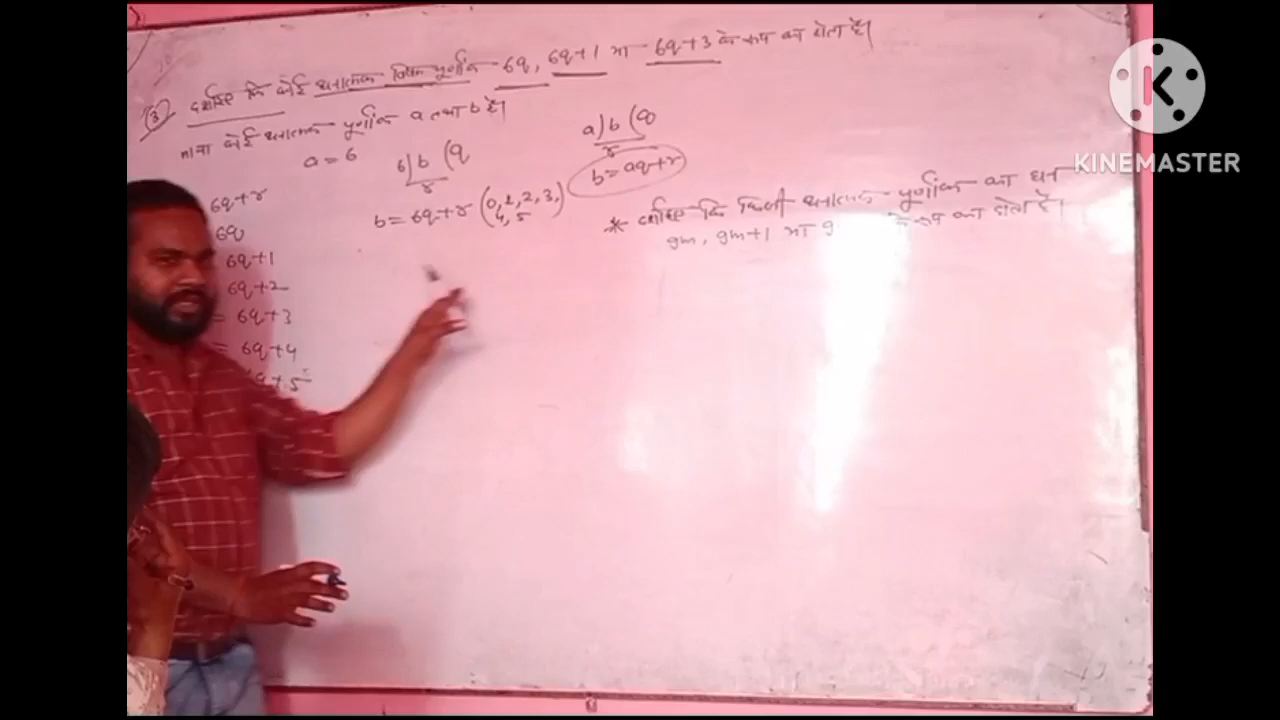 (3) दर्शाइए कि कोई धनात्मक विषम पूर्णांक 6q, 6q+1 या 6q+3 के रूप का होता है।
माना कोई धनात्मक पूर्णांक a तथा b है।
a = 6
6)b(q
r
b = 6q+r (0, 1, 2, 3, 4, 5
a)b(q
r
b = aq+r
6q+r
6q
6q+1
6q+2
= 6q+3
= 6q+4
6q+5
* दर्शाइए कि किसी धनात्मक पूर्णांक का घन
9m, 9m+1 या 9 के रूप का होता है।
KINEMASTER